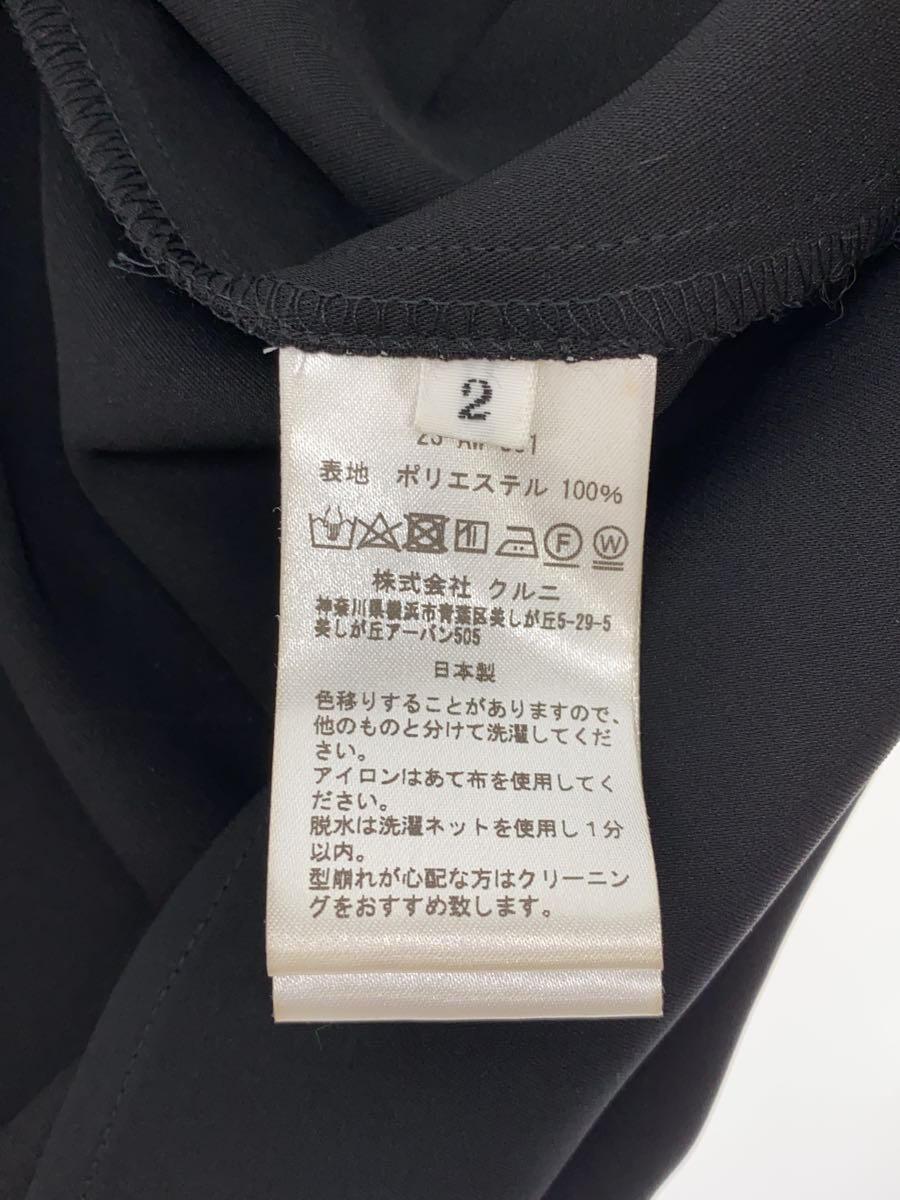 2
表地 ポリエステル 100%
F W
株式会社 クルニ
神奈川県横浜市青葉区美しが丘5-29-5
美しが丘アーバン505
日本製
色移りすることがありますので、
他のものと分けて洗濯してくだ
さい。
アイロンはあて布を使用してく
ださい。
脱水は洗濯ネットを使用し1分
以内。
型崩れが心配な方はクリーニン
グをおすすめ致します。